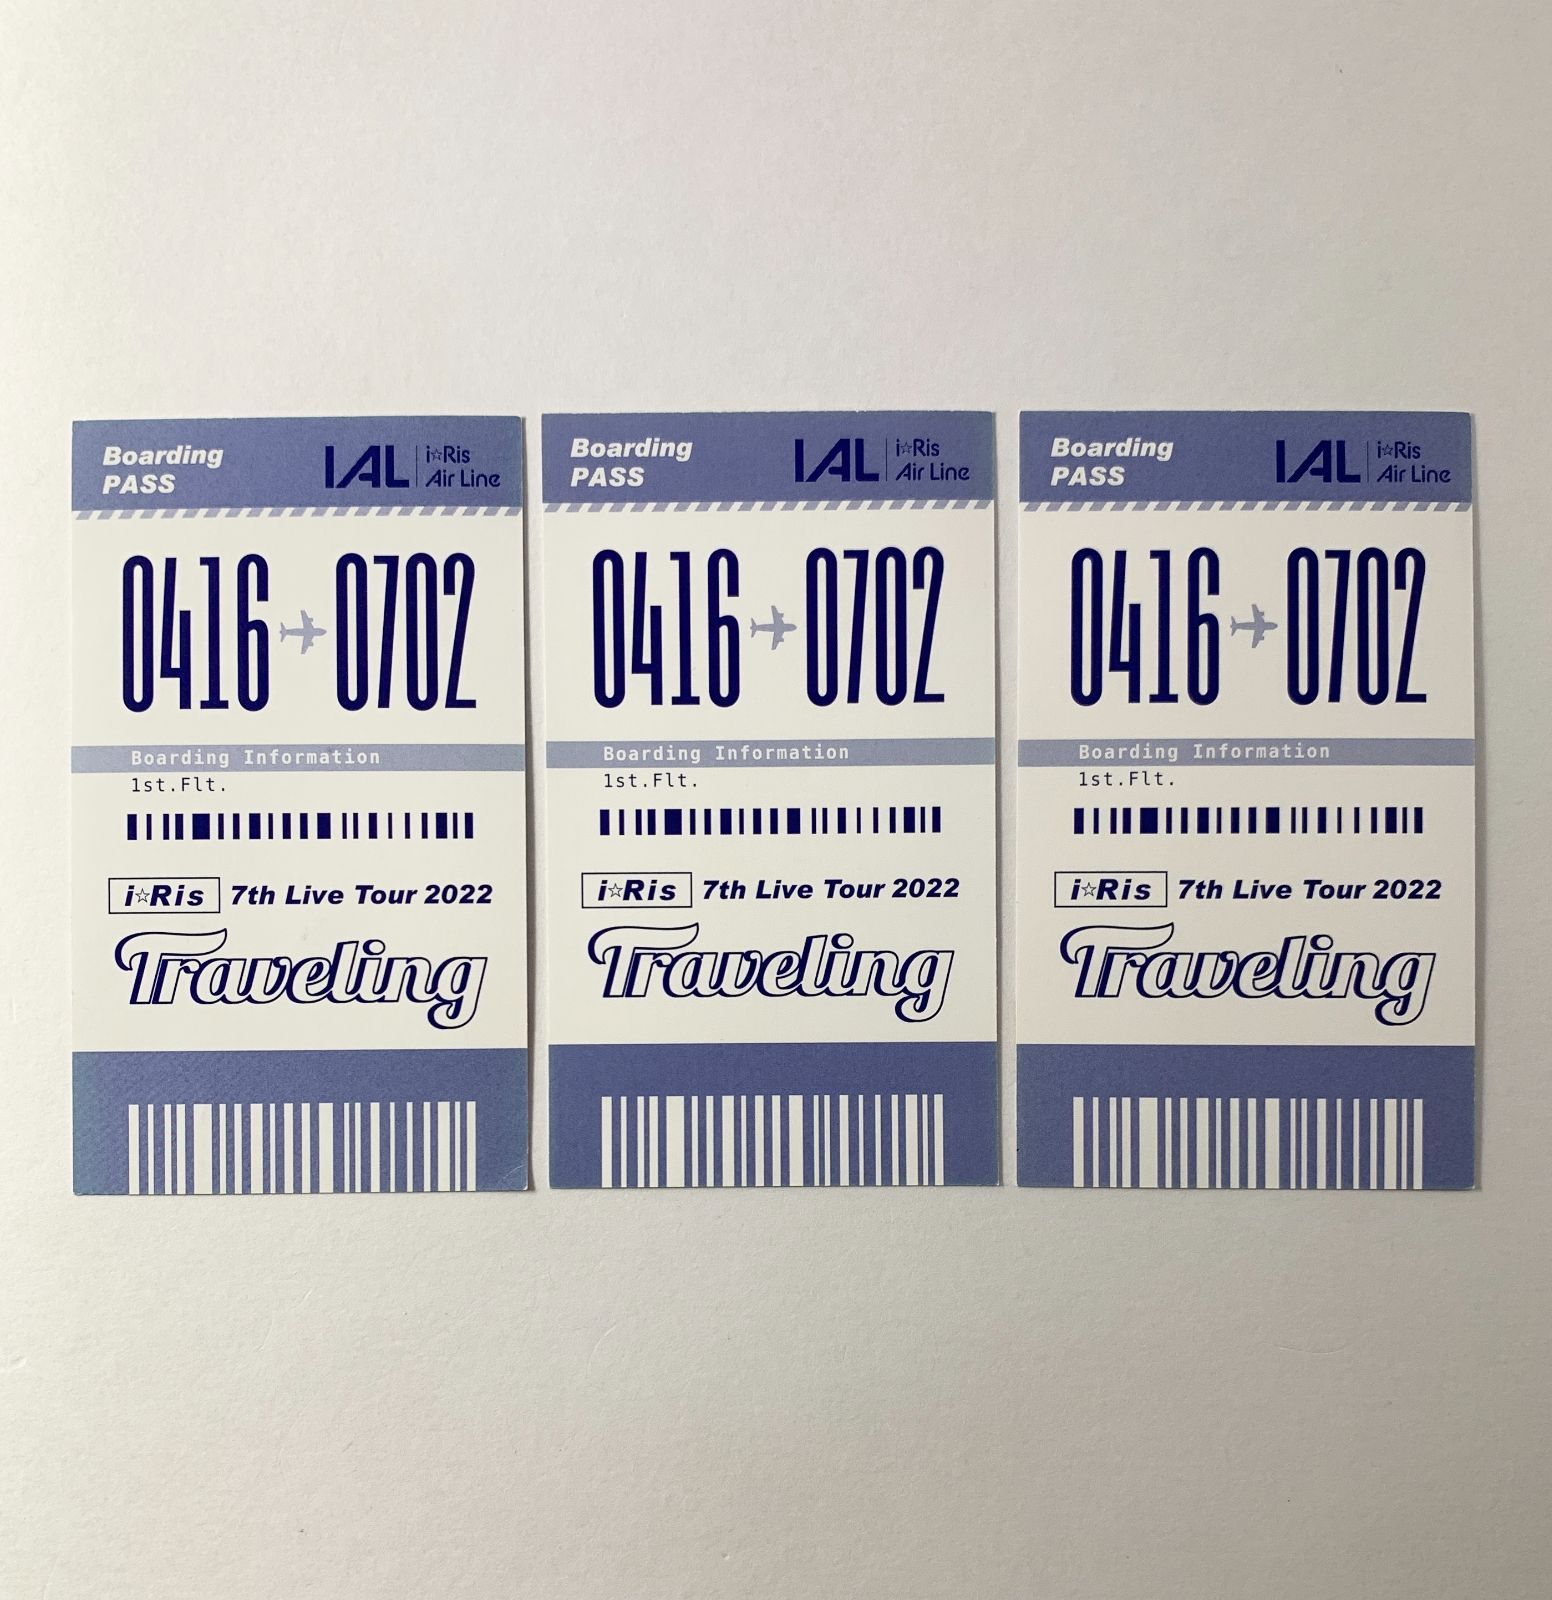 Boarding
PASS
IAL i☆Ris
Air Line
0416 0702
Boarding Information
1st.Flt.
i☆Ris 7th Live Tour 2022
Traveling
Boarding
PASS
IAL i☆Ris
Air Line
0416 0702
Boarding Information
1st.Flt.
i☆Ris 7th Live Tour 2022
Traveling
Boarding
PASS
IAL i☆Ris
Air Line
0416 0702
Boarding Information
1st.Flt.
i☆Ris 7th Live Tour 2022
Traveling